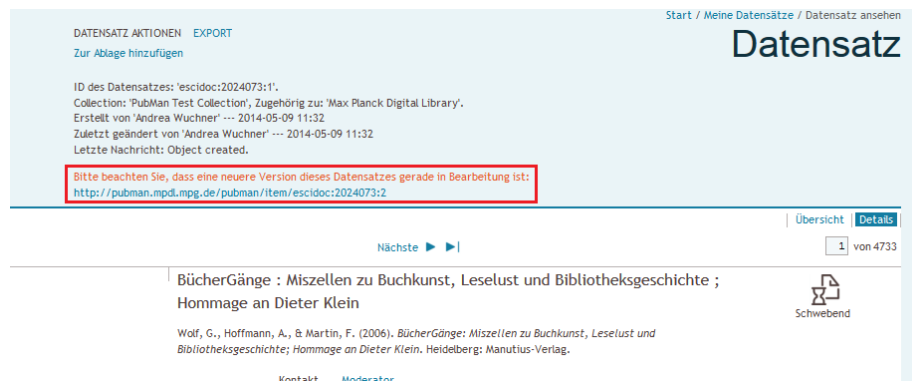 Start / Meine Datensätze / Datensatz ansehen
DATENSATZ AKTIONEN EXPORT
Zur Ablage hinzufügen
Datensatz
ID des Datensatzes: 'escidoc:2024073:1'.
Collection: 'PubMan Test Collection', Zugehörig zu: 'Max Planck Digital Library'.
Erstellt von 'Andrea Wuchner' --- 2014-05-09 11:32
Zuletzt geändert von 'Andrea Wuchner' --- 2014-05-09 11:32
Letzte Nachricht: Object created.
Bitte beachten Sie, dass eine neuere Version dieses Datensatzes gerade in Bearbeitung ist:
http://pubman.mpdl.mpg.de/pubman/item/escidoc:2024073:2
Übersicht | Details
Nächste
1 von 4733
BücherGänge : Miszellen zu Buchkunst, Leselust und Bibliotheksgeschichte ;
Hommage an Dieter Klein
Schwebend
Wolf, G., Hoffmann, A., & Martin, F. (2006). BücherGänge: Miszellen zu Buchkunst, Leselust und
Bibliotheksgeschichte; Hommage an Dieter Klein. Heidelberg: Manutius-Verlag.
Kontakt Moderator